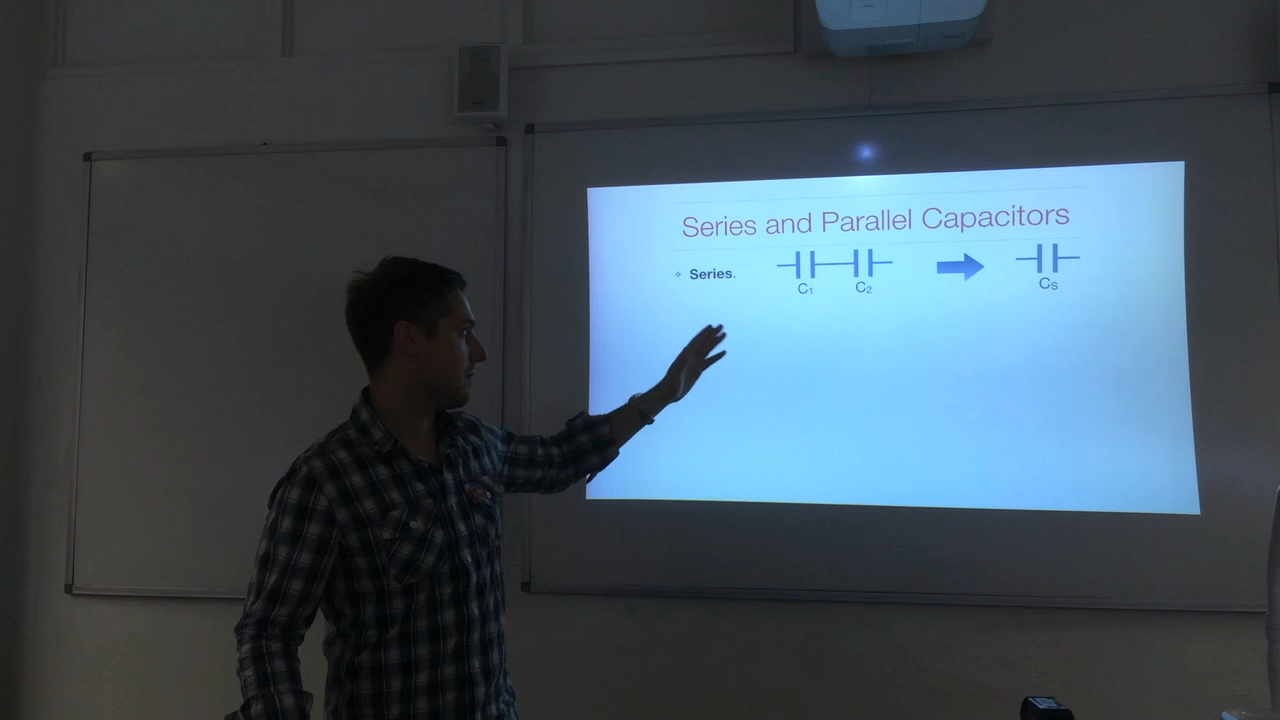 Series and Parallel Capacitors
Series.
C₁ C₂ Cs